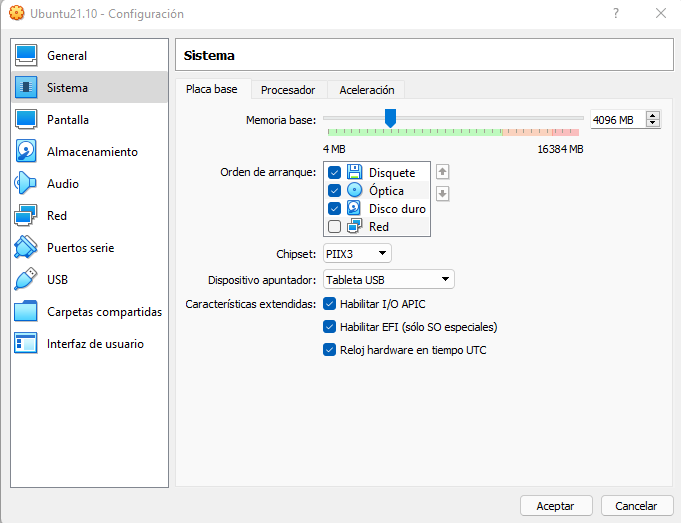 Ubuntu21.10 - Configuración
?
General
Sistema
Pantalla
Almacenamiento
Audio
Red
Puertos serie
USB
Carpetas compartidas
Interfaz de usuario
Sistema
Placa base Procesador Aceleración
Memoria base: 4096 MB
4 MB 16384 MB
Orden de arranque: Disquete
Óptica
Disco duro
Red
Chipset: PIIX3
Dispositivo apuntador: Tableta USB
Características extendidas: Habilitar I/O APIC
Habilitar EFI (sólo SO especiales)
Reloj hardware en tiempo UTC
Aceptar Cancelar